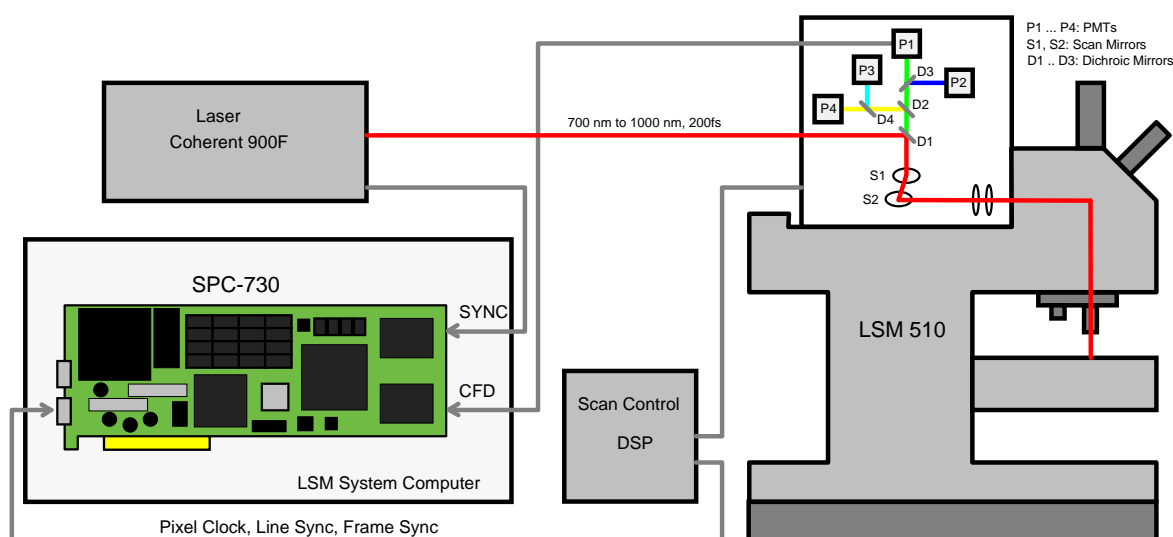 P1 ... P4: PMTs
S1, S2: Scan Mirrors
D1 .. D3: Dichroic Mirrors
P1
P3
D3
P2
P4
D2
D4
D1
Laser
Coherent 900F
700 nm to 1000 nm, 200fs
S1
S2
SPC-730
SYNC
CFD
LSM System Computer
Scan Control
DSP
LSM 510
Pixel Clock, Line Sync, Frame Sync